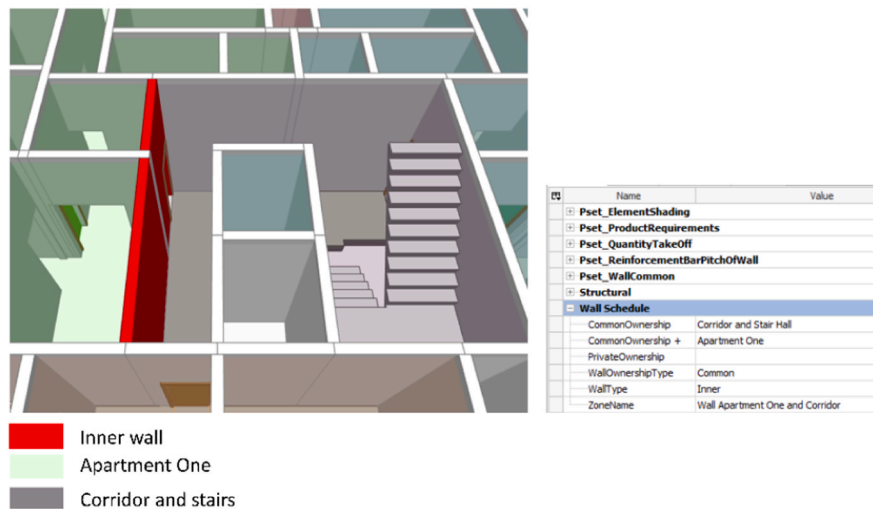 Name Value
Pset_ElementShading
Pset_ProductRequirements
Pset_QuantityTakeOff
Pset_ReinforcementBarPitchOfWall
Pset_WallCommon
Structural
Wall Schedule
CommonOwnership Corridor and Stair Hall
CommonOwnership + Apartment One
PrivateOwnership
WallOwnershipType Common
WallType Inner
ZoneName Wall Apartment One and Corridor
Inner wall
Apartment One
Corridor and stairs